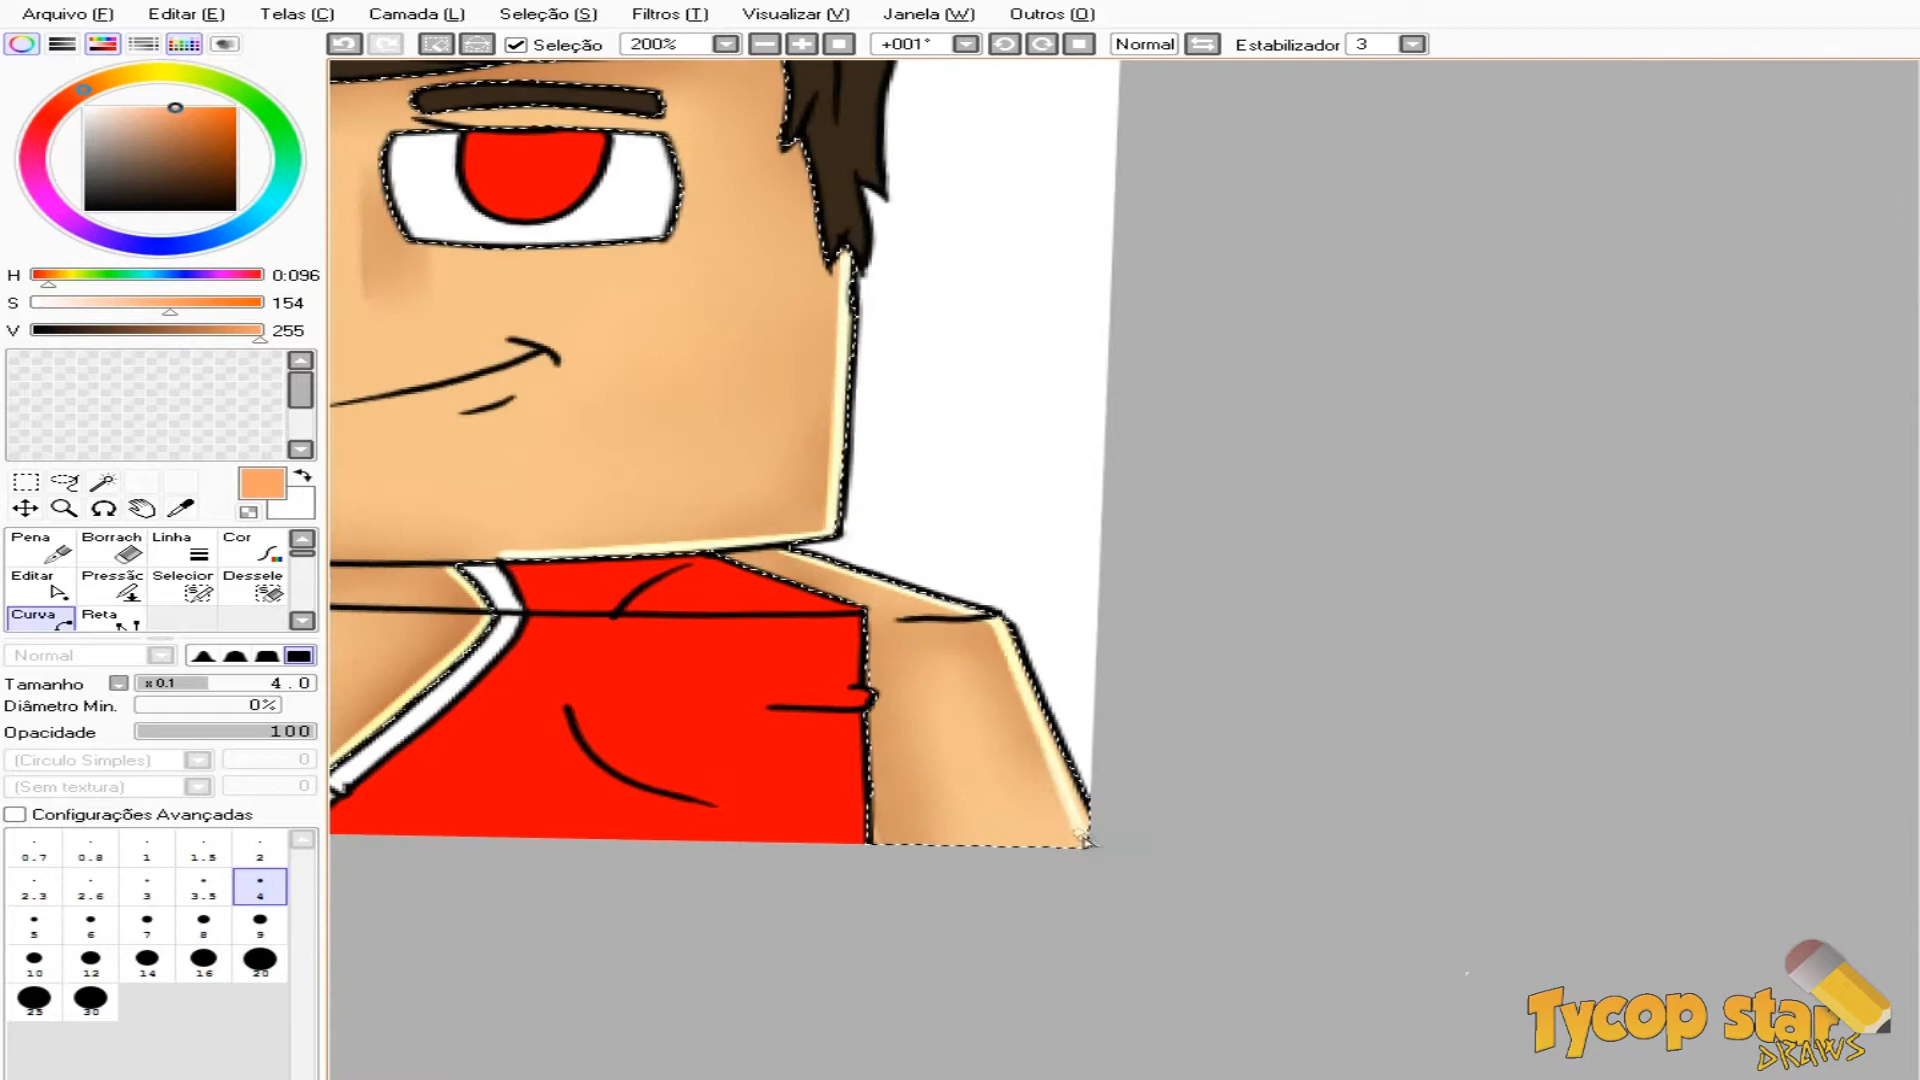 Arquivo (F) Editar (E) Telas (C) Camada (L) Seleção (S) Filtros (T) Visualizar (V) Janela (W) Outros (O)
Seleção 200% +001° Normal Estabilizador 3
H 0:096
S 154
V 255
Pena Borrach Linha Cor
Editar Pressãc Selecior Dessele
Curva Reta
Normal
Tamanho x 0.1 4.0
Diâmetro Min. 0%
Opacidade 100
(Circulo Simples) 0
(Sem textura) 0
Configurações Avançadas
0.7 0.8 1 1.5 2
2.3 2.6 3 3.5 4
5 6 7 8 9
10 12 14 16 20
25 30
Tycop star
DRAWS